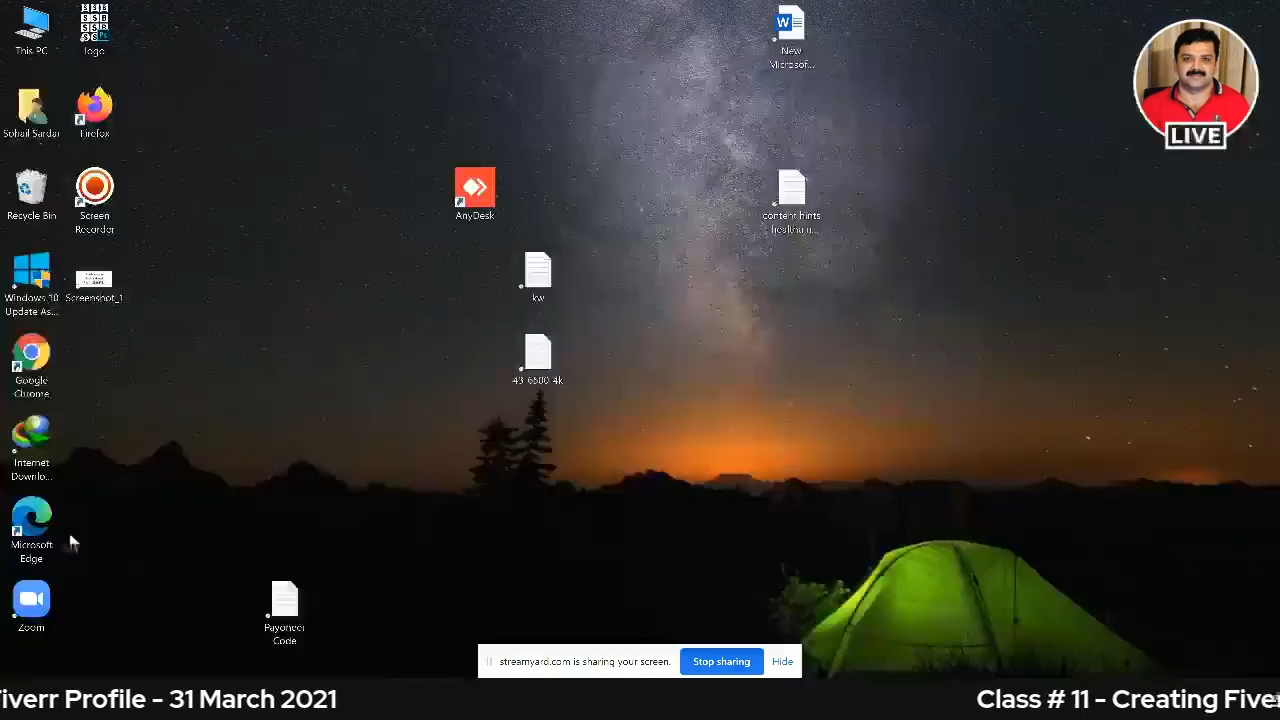 This PC
logo
Sohail Sardar
Firefox
Recycle Bin
Screen
Recorder
Windows 10
Update As...
Screenshot_1
Google
Chrome
Internet
Downlo...
Microsoft
Edge
Zoom
Payoneer
Code
AnyDesk
kw
43-6500-4k
New
Microsof...
content hints
LIVE
streamyard.com is sharing your screen.
Stop sharing
Hide
Fiverr Profile - 31 March 2021
Class # 11 - Creating Five